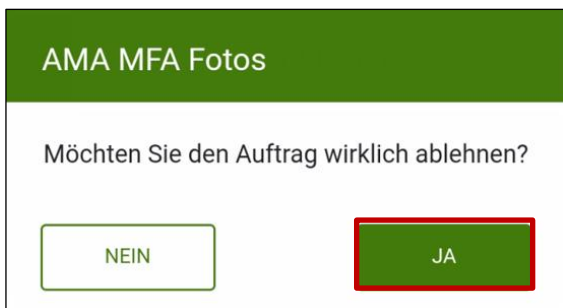 AMA MFA Fotos
Möchten Sie den Auftrag wirklich ablehnen?
NEIN JA